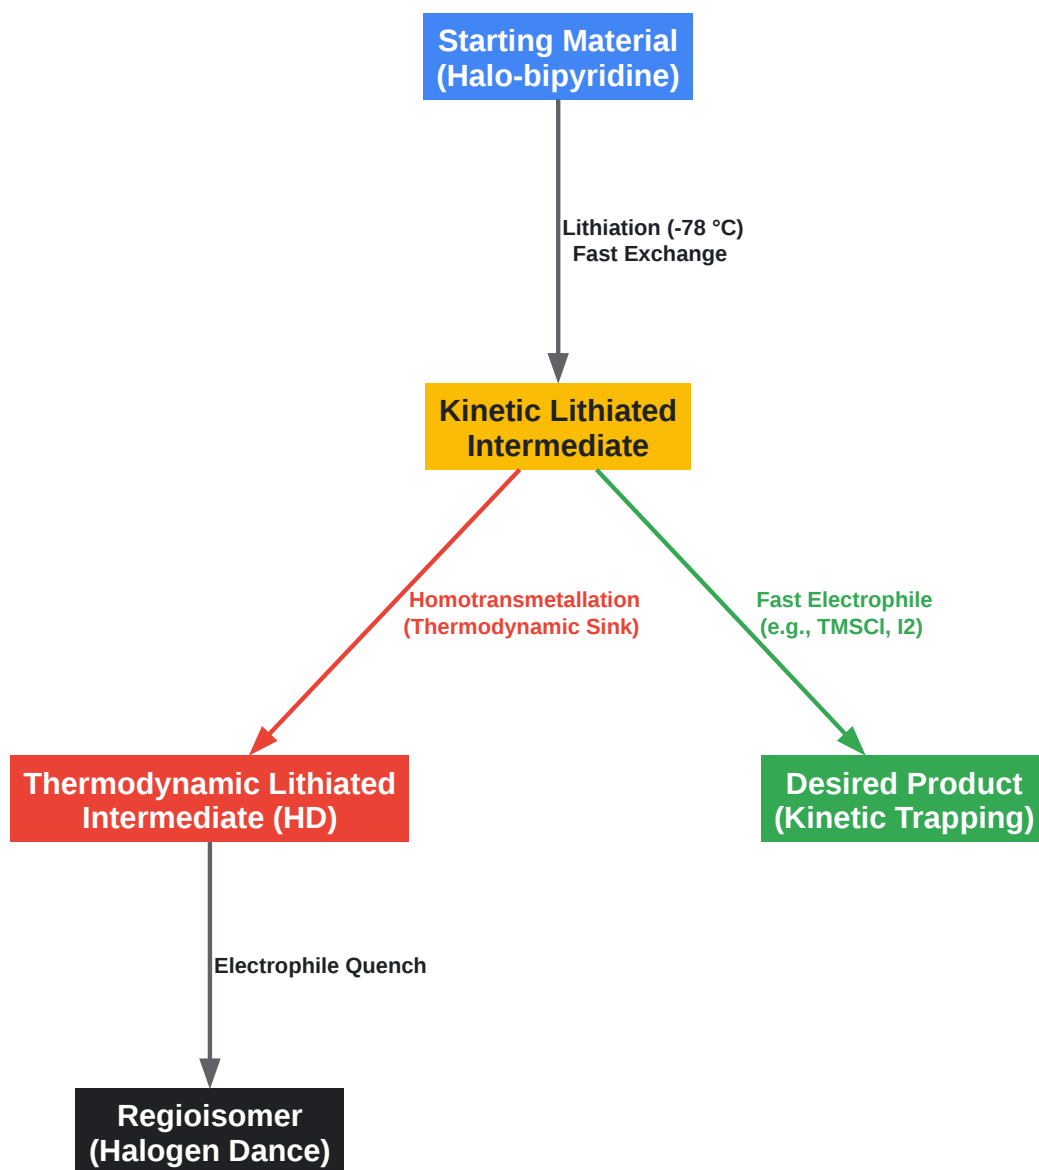 Starting Material
(Halo-bipyridine)
Lithiation (-78 °C)
Fast Exchange
Kinetic Lithiated
Intermediate
Homotransmetallation
(Thermodynamic Sink)
Fast Electrophile
(e.g., TMSCl, I2)
Thermodynamic Lithiated
Intermediate (HD)
Desired Product
(Kinetic Trapping)
Electrophile Quench
Regioisomer
(Halogen Dance)